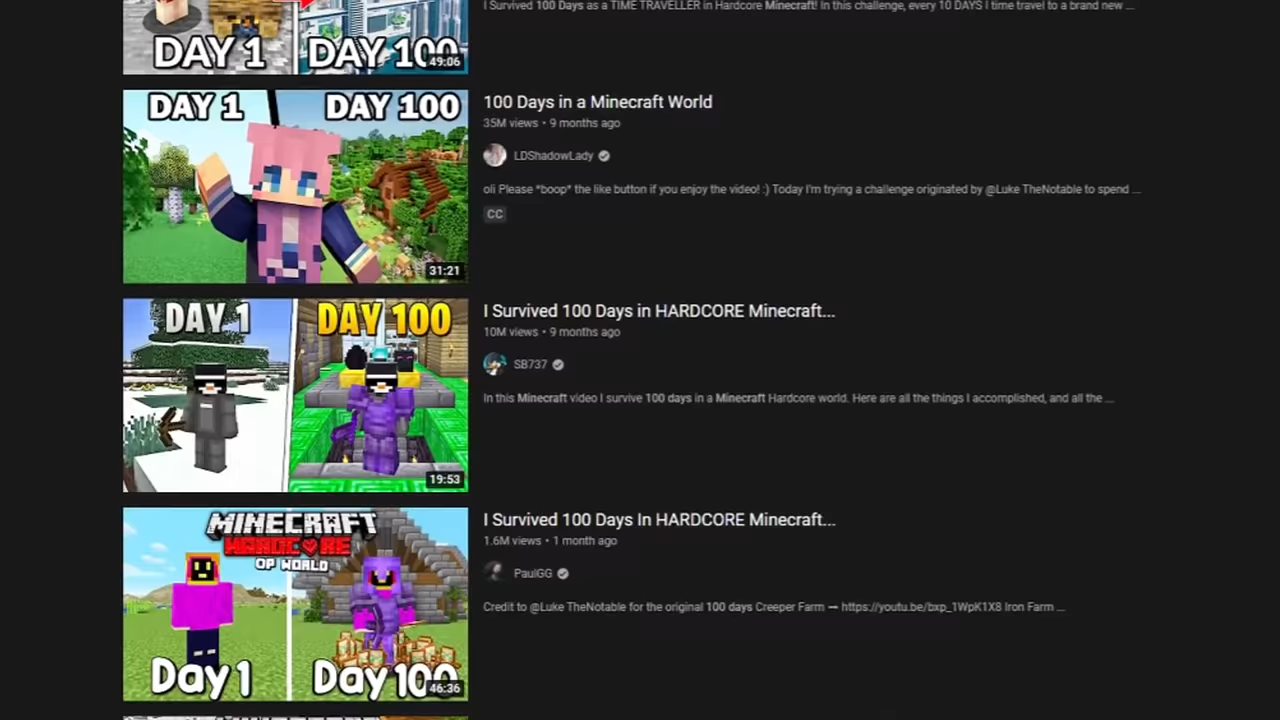 I Survived 100 Days as a TIME TRAVELLER in Hardcore Minecraft! In this challenge, every 10 DAYS I time travel to a brand new ...
DAY 1
DAY 100
49:06
DAY 1
DAY 100
31:21
100 Days in a Minecraft World
35M views • 9 months ago
LDShadowLady
oli Please *boop* the like button if you enjoy the video! :) Today I'm trying a challenge originated by @Luke TheNotable to spend ...
CC
DAY 1
DAY 100
19:53
I Survived 100 Days in HARDCORE Minecraft...
10M views • 9 months ago
SB737
In this Minecraft video I survive 100 days in a Minecraft Hardcore world. Here are all the things I accomplished, and all the ...
MINECRAFT
HARDCORE
OP WORLD
Day 1
Day 100
46:36
I Survived 100 Days In HARDCORE Minecraft...
1.6M views • 1 month ago
PaulGG
Credit to @Luke TheNotable for the original 100 days Creeper Farm ➞ https://youtu.be/bxp_1WpK1X8 Iron Farm ...